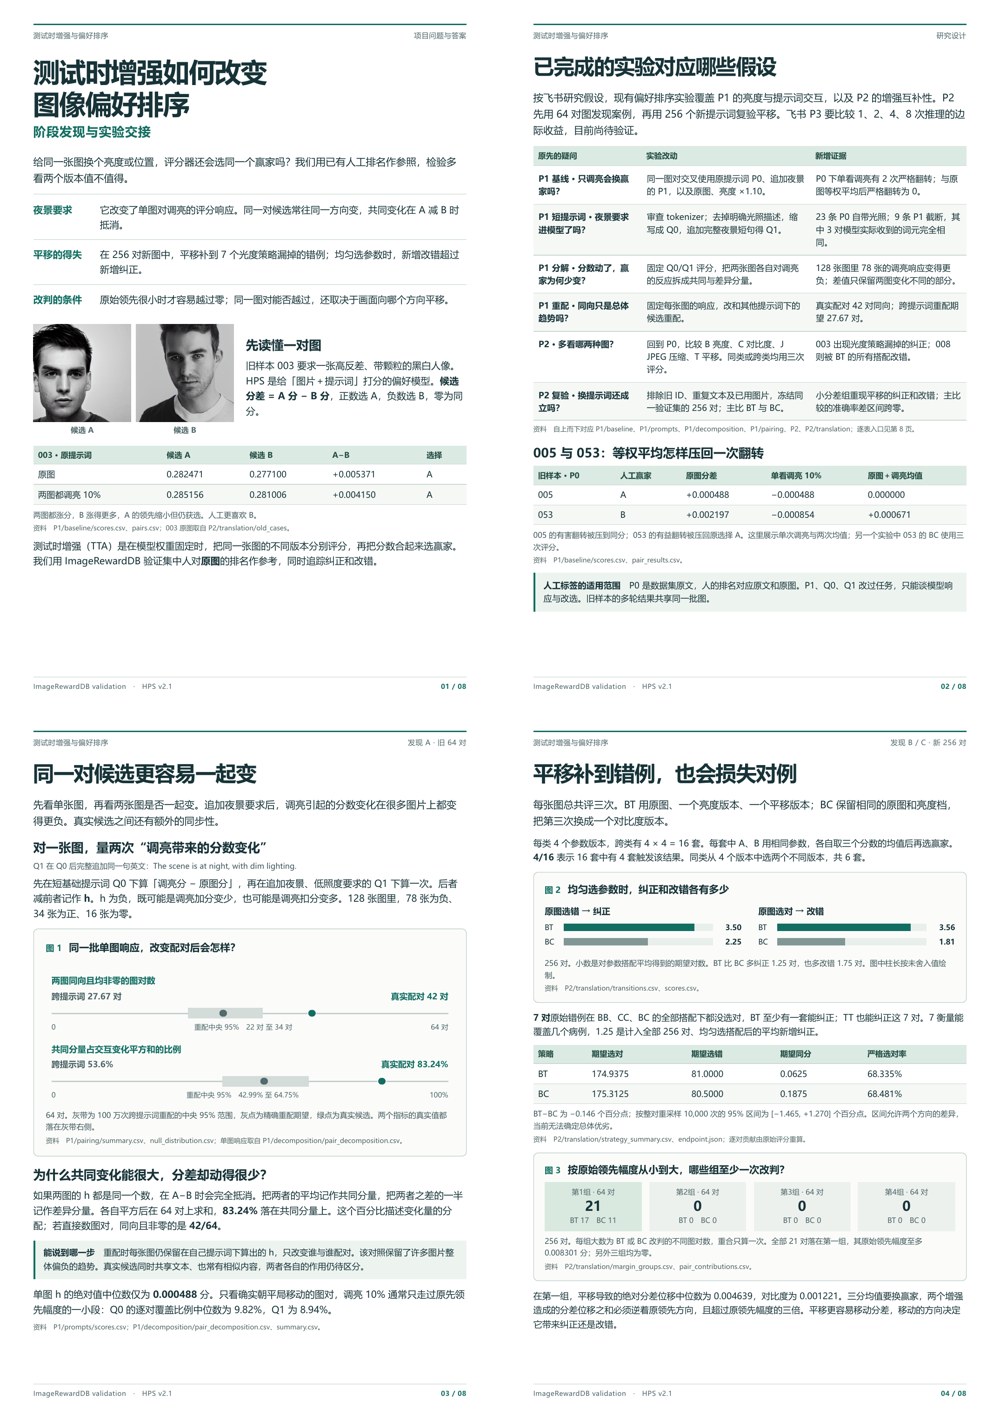 测试时增强与偏好排序
项目问题与答案
测试时增强如何改变
图像偏好排序
阶段发现与实验交接
给同一张图换个亮度或位置，评分器还会选同一个赢家吗？我们用已有人工排名作参照，检验多
看两个版本值不值得。
夜景要求
它改变了单图对调亮的评分响应。同一对候选常往同一方向变，共同变化在 A 减 B 时
抵消。
平移的得失
在 256 对新图中，平移补到 7 个光度策略漏掉的错例；均匀选参数时，新增改错超过
新增纠正。
改判的条件
原始领先很小时才容易越过零；同一图对能否越过，还取决于画面向哪个方向平移。
候选 A
候选 B
先读懂一对图
旧样本 003 要求一张高反差、带颗粒的黑白人像。
HPS 是给「图片＋提示词」打分的偏好模型。候选
分差 = A 分 − B 分，正数选 A，负数选 B，零为同
分。
003・原提示词 候选 A 候选 B A−B 选择
原图 0.282471 0.277100 +0.005371 A
两图都调亮 10% 0.285156 0.281006 +0.004150 A
两图都涨分，B 涨得更多，A 的领先缩小但仍获选。人工更喜欢 B。
资料 P1/baseline/scores.csv、pairs.csv；003 原图取自 P2/translation/old_cases。
测试时增强（TTA）是在模型权重固定时，把同一张图的不同版本分别评分，再把分数合起来选赢家。
我们用 ImageRewardDB 验证集中人对原图的排名作参考，同时追踪纠正和改错。
ImageRewardDB validation · HPS v2.1
01 / 08
测试时增强与偏好排序
研究设计
已完成的实验对应哪些假设
按飞书研究假设，现有偏好排序实验覆盖 P1 的亮度与提示词交互，以及 P2 的增强互补性。P2
先用 64 对图发现案例，再用 256 个新提示词复验平移。飞书 P3 要比较 1、2、4、8 次推理的边
际收益，目前尚待验证。
原先的疑问 实验改动 新增证据
P1 基线・只调亮会换赢
家吗？
同一图对交叉使用原提示词 P0、追加夜景
的 P1，以及原图、亮度 ×1.10。
P0 下单看调亮有 2 次严格翻转；与原
图等权平均后严格翻转为 0。
P1 短提示词・夜景要求
进模型了吗？
审查 tokenizer；去掉明确光照描述，缩
写成 Q0，追加完整夜景短句得 Q1。
23 条 P0 自带光照；9 条 P1 截断，其
中 3 对模型实际收到的词元完全相
同。
P1 分解・分数动了，赢
家为何少变？
固定 Q0/Q1 评分，把两张图各自对调亮
的反应拆成共同与差异分量。
128 张图里 78 张的调亮响应变得更
负；差值只保留两图变化不同的部分。
P1 重配・同向只是总体
趋势吗？
固定每张图的响应，改和其他提示词下的
候选重配。
真实配对 42 对同向；跨提示词重配期
望 27.67 对。
P2・多看哪两种图？
回到 P0，比较 B 亮度、C 对比度、J
JPEG 压缩、T 平移。同类或跨类均用三次
评分。
003 出现光度策略漏掉的纠正；008
则被 BT 的所有搭配改错。
P2 复验・换提示词还成
立吗？
排除旧 ID、重复文本及已用图片，冻结同
一验证集的 256 对；主比 BT 与 BC。
小分差组重现平移的纠正和改错；主比
较的准确率差区间跨零。
资料 自上而下对应 P1/baseline、P1/prompts、P1/decomposition、P1/pairing、P2、P2/translation；逐表入口见第 8 页。
005 与 053：等权平均怎样压回一次翻转
旧样本・P0 人工赢家 原图分差 单看调亮 10% 原图＋调亮均值
005 A +0.000488 −0.000488 0.000000
053 B +0.002197 −0.000854 +0.000671
005 的有害翻转被压到同分；053 的有益翻转被压回原选择 A。这里展示单次调亮与两次均值；另一个实验中 053 的 BC 使用三
次评分。
资料 P1/baseline/scores.csv、pair_results.csv。
人工标签的适用范围 P0 是数据集原文，人的排名对应原文和原图。P1、Q0、Q1 改过任务，只能谈模型响
应与改选。旧样本的多轮结果共享同一批图。
ImageRewardDB validation · HPS v2.1
02 / 08
测试时增强与偏好排序
发现 A · 旧 64 对
同一对候选更容易一起变
先看单张图，再看两张图是否一起变。追加夜景要求后，调亮引起的分数变化在很多图片上都变
得更负。真实候选之间还有额外的同步性。
对一张图，量两次“调亮带来的分数变化”
Q1 在 Q0 后完整追加同一句英文：The scene is at night, with dim lighting.
先在短基础提示词 Q0 下算「调亮分 − 原图分」，再在追加夜景、低照度要求的 Q1 下算一次。后者
减前者记作 h。h 为负，既可能是调亮加分变少，也可能是调亮扣分变多。128 张图里，78 张为负、
34 张为正、16 张为零。
图 1 同一批单图响应，改变配对后会怎样？
两图同向且均非零的图对数
跨提示词 27.67 对
真实配对 42 对
0 重配中央 95% 22 对 至 34 对 64 对
共同分量占交互变化平方和的比例
跨提示词 53.6%
真实配对 83.24%
0 重配中央 95% 42.99% 至 64.75% 100%
64 对。灰带为 100 万次跨提示词重配的中央 95% 范围，灰点为精确重配期望，绿点为真实候选。两个指标的真实值都
落在灰带右侧。
资料 P1/pairing/summary.csv、null_distribution.csv；单图响应取自 P1/decomposition/pair_decomposition.csv。
为什么共同变化能很大，分差却动得很少？
如果两图的 h 都是同一个数，在 A−B 时会完全抵消。把两者的平均记作共同分量，把两者之差的一半
记作差异分量。各自平方后在 64 对上求和，83.24% 落在共同分量上。这个百分比描述变化量的分
配；若直接数图对，同向且非零的是 42/64。
能说到哪一步 重配时每张图仍保留在自己提示词下算出的 h，只改变谁与谁配对。该对照保留了许多图片整
体偏负的趋势。真实候选同时共享文本、也常有相似内容，两者各自的作用仍待区分。
单图 h 的绝对值中位数仅为 0.000488 分。只看确实朝平局移动的图对，调亮 10% 通常只走过原先领
先幅度的一小段：Q0 的逐对覆盖比例中位数为 9.82%，Q1 为 8.94%。
资料 P1/prompts/scores.csv；P1/decomposition/pair_decomposition.csv、summary.csv。
ImageRewardDB validation · HPS v2.1
03 / 08
测试时增强与偏好排序
发现 B / C · 新 256 对
平移补到错例，也会损失对例
每张图总共评三次。BT 用原图、一个亮度版本、一个平移版本；BC 保留相同的原图和亮度档，
把第三次换成一个对比度版本。
每类 4 个参数版本，跨类有 4 × 4 = 16 套。每套中 A、B 用相同参数，各自取三个分数的均值后再选赢家。
4/16 表示 16 套中有 4 套触发该结果。同类从 4 个版本中选两个不同版本，共 6 套。
图 2 均匀选参数时，纠正和改错各有多少
原图选错 → 纠正
BT 3.50
BC 2.25
原图选对 → 改错
BT 3.56
BC 1.81
256 对。小数是对参数搭配平均得到的期望对数。BT 比 BC 多纠正 1.25 对，也多改错 1.75 对。图中柱长按未舍入值绘
制。
资料 P2/translation/transitions.csv、scores.csv。
7 对原始错例在 BB、CC、BC 的全部搭配下都没选对，BT 至少有一套能纠正；TT 也能纠正这 7 对。7 衡量能
覆盖几个病例，1.25 是计入全部 256 对、均匀选搭配后的平均新增纠正。
策略 期望选对 期望选错 期望同分 严格选对率
BT 174.9375 81.0000 0.0625 68.335%
BC 175.3125 80.5000 0.1875 68.481%
BT−BC 为 −0.146 个百分点；按整对重采样 10,000 次的 95% 区间为 [−1.465, +1.270] 个百分点。区间允许两个方向的差异，
当前无法确定总体优劣。
资料 P2/translation/strategy_summary.csv、endpoint.json；逐对贡献由原始评分重算。
图 3 按原始领先幅度从小到大，哪些组至少一次改判？
第1组 · 64 对
21
BT 17 BC 11
第2组 · 64 对
0
BT 0 BC 0
第3组 · 64 对
0
BT 0 BC 0
第4组 · 64 对
0
BT 0 BC 0
256 对。每组大数为 BT 或 BC 改判的不同图对数，重合只算一次。全部 21 对落在第一组，其原始领先幅度至多
0.008301 分；另外三组均为零。
资料 P2/translation/margin_groups.csv、pair_contributions.csv。
在第一组，平移导致的绝对分差位移中位数为 0.004639，对比度为 0.001221。三分均值要换赢家，两个增强
造成的分差位移之和必须逆着原领先方向，且超过原领先幅度的三倍。平移更容易移动分差，移动的方向决定
它带来纠正还是改错。
ImageRewardDB validation · HPS v2.1
04 / 08